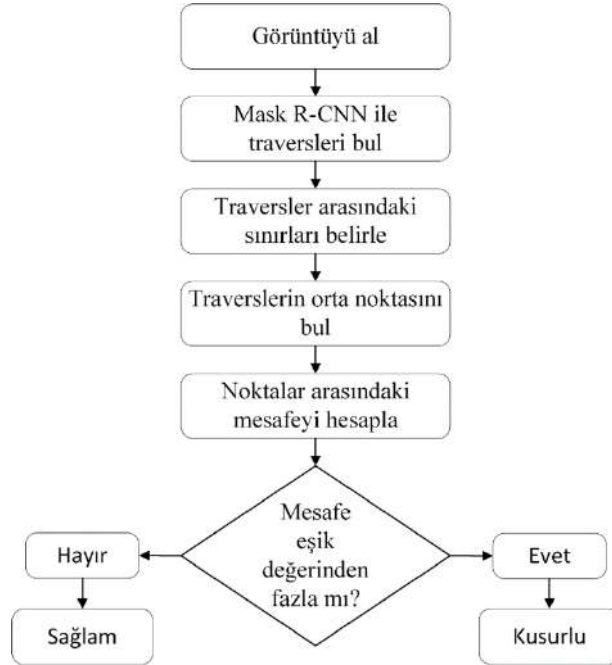 Görüntüyü al
Mask R-CNN ile
traversleri bul
Traversler arasındaki
sınırları belirle
Traverslerin orta noktasını
bul
Noktalar arasındaki
mesafeyi hesapla
Mesafe
eşik
değerinden
fazla mı?
Hayır
Evet
Sağlam
Kusurlu